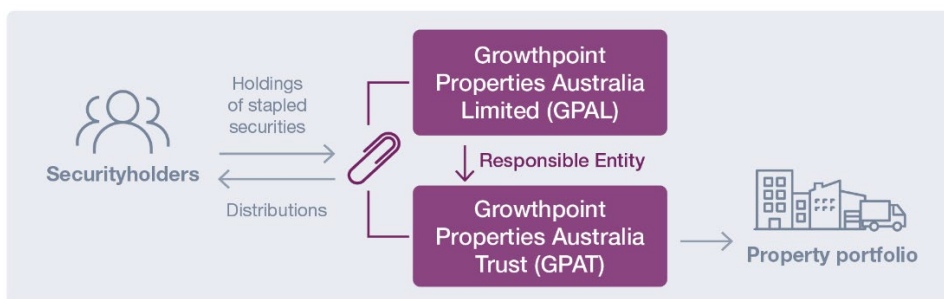 Securityholders
Holdings
of stapled
securities
Distributions
Growthpoint
Properties Australia
Limited (GPAL)
Responsible Entity
Growthpoint
Properties Australia
Trust (GPAT)
Property portfolio